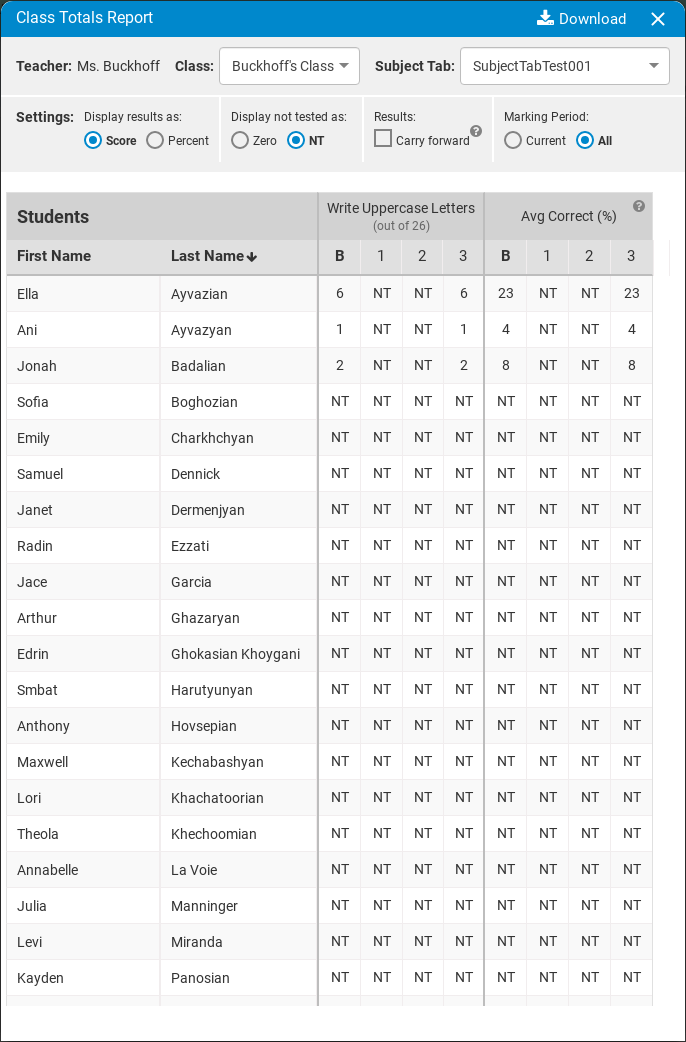 Class Totals Report Download
Teacher: Ms. Buckhoff Class: Buckhoff's Class Subject Tab: SubjectTabTest001
Settings: Display results as: Display not tested as: Results: Marking Period:
Score Percent Zero NT Carry forward ? Current All
Students Write Uppercase Letters (out of 26) Avg Correct (%) ?
First Name Last Name B 1 2 3 B 1 2 3
Ella Ayvazian 6 NT NT 6 23 NT NT 23
Ani Ayvazyan 1 NT NT 1 4 NT NT 4
Jonah Badalian 2 NT NT 2 8 NT NT 8
Sofia Boghozian NT NT NT NT NT NT NT NT
Emily Charkhchyan NT NT NT NT NT NT NT NT
Samuel Dennick NT NT NT NT NT NT NT NT
Janet Dermenjyan NT NT NT NT NT NT NT NT
Radin Ezzati NT NT NT NT NT NT NT NT
Jace Garcia NT NT NT NT NT NT NT NT
Arthur Ghazaryan NT NT NT NT NT NT NT NT
Edrin Ghokasian Khoygani NT NT NT NT NT NT NT NT
Smbat Harutyunyan NT NT NT NT NT NT NT NT
Anthony Hovsepian NT NT NT NT NT NT NT NT
Maxwell Kechabashyan NT NT NT NT NT NT NT NT
Lori Khachatoorian NT NT NT NT NT NT NT NT
Theola Khechoomian NT NT NT NT NT NT NT NT
Annabelle La Voie NT NT NT NT NT NT NT NT
Julia Manninger NT NT NT NT NT NT NT NT
Levi Miranda NT NT NT NT NT NT NT NT
Kayden Panosian NT NT NT NT NT NT NT NT